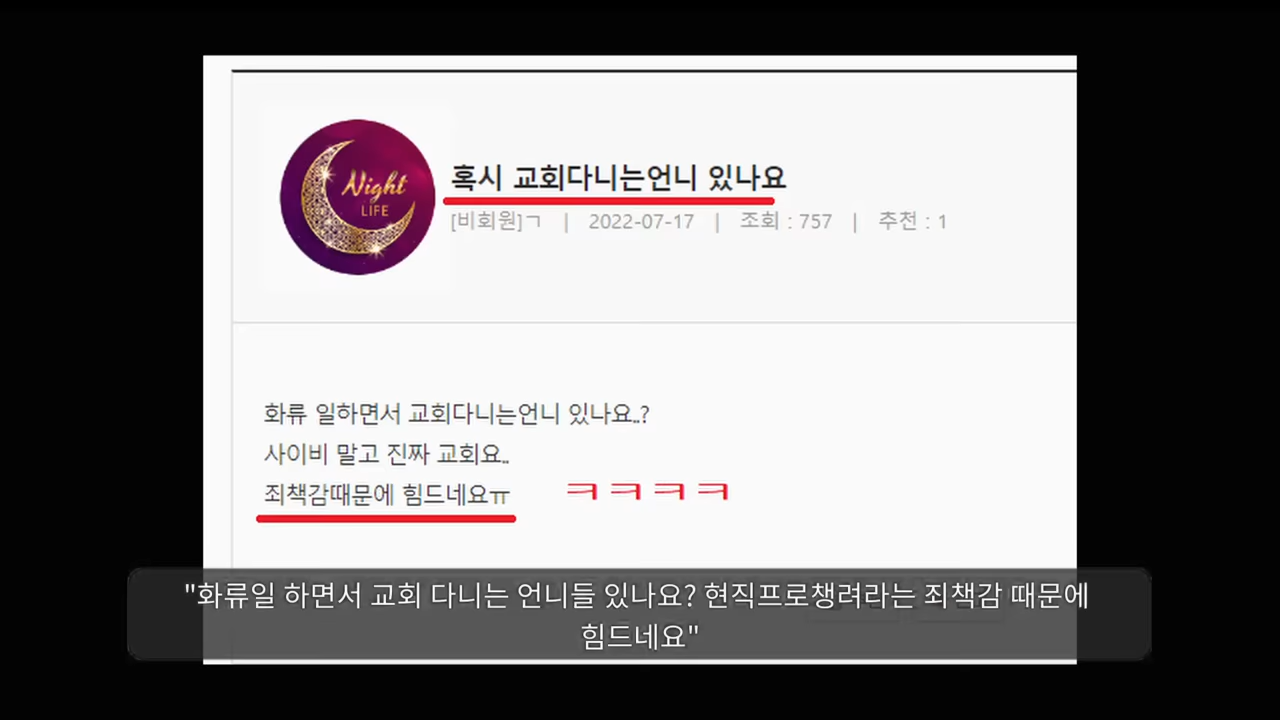 Night
LIFE
혹시 교회다니는언니 있나요
[비회원]ㄱ | 2022-07-17 | 조회 : 757 | 추천 : 1
화류 일하면서 교회다니는언니 있나요..?
사이비 말고 진짜 교회요..
죄책감때문에 힘드네요ㅠ ㅋㅋㅋㅋ
"화류일 하면서 교회 다니는 언니들 있나요? 현직프로챙려라는 죄책감 때문에
힘드네요"